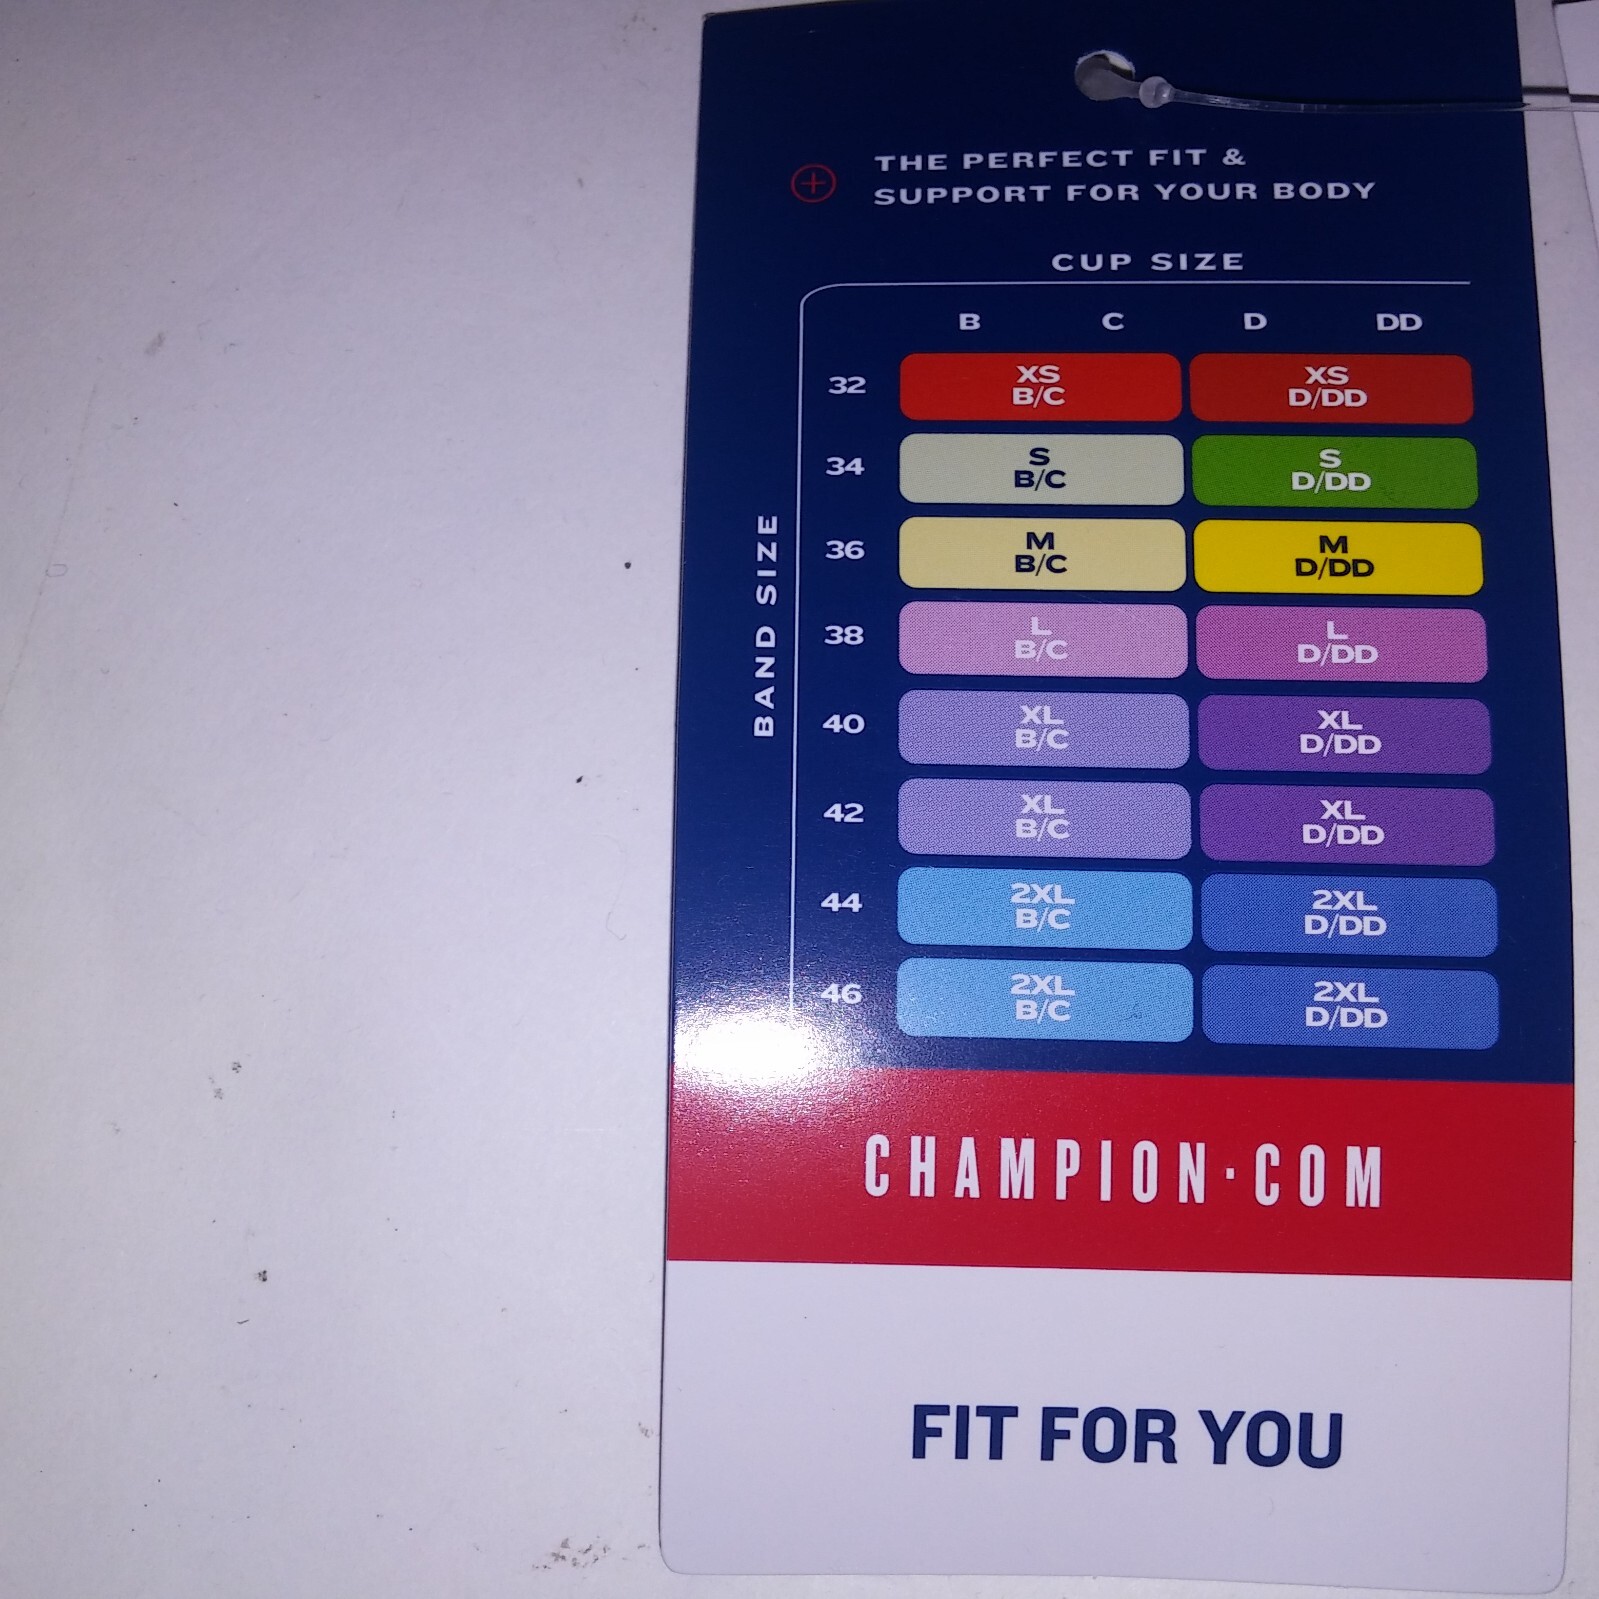 THE PERFECT FIT &
SUPPORT FOR YOUR BODY
CUP SIZE
B C D DD
BAND SIZE
32 XS B/C XS D/DD
34 S B/C S D/DD
36 M B/C M D/DD
38 L B/C L D/DD
40 XL B/C XL D/DD
42 XL B/C XL D/DD
44 2XL B/C 2XL D/DD
46 2XL B/C 2XL D/DD
CHAMPION·COM
FIT FOR YOU